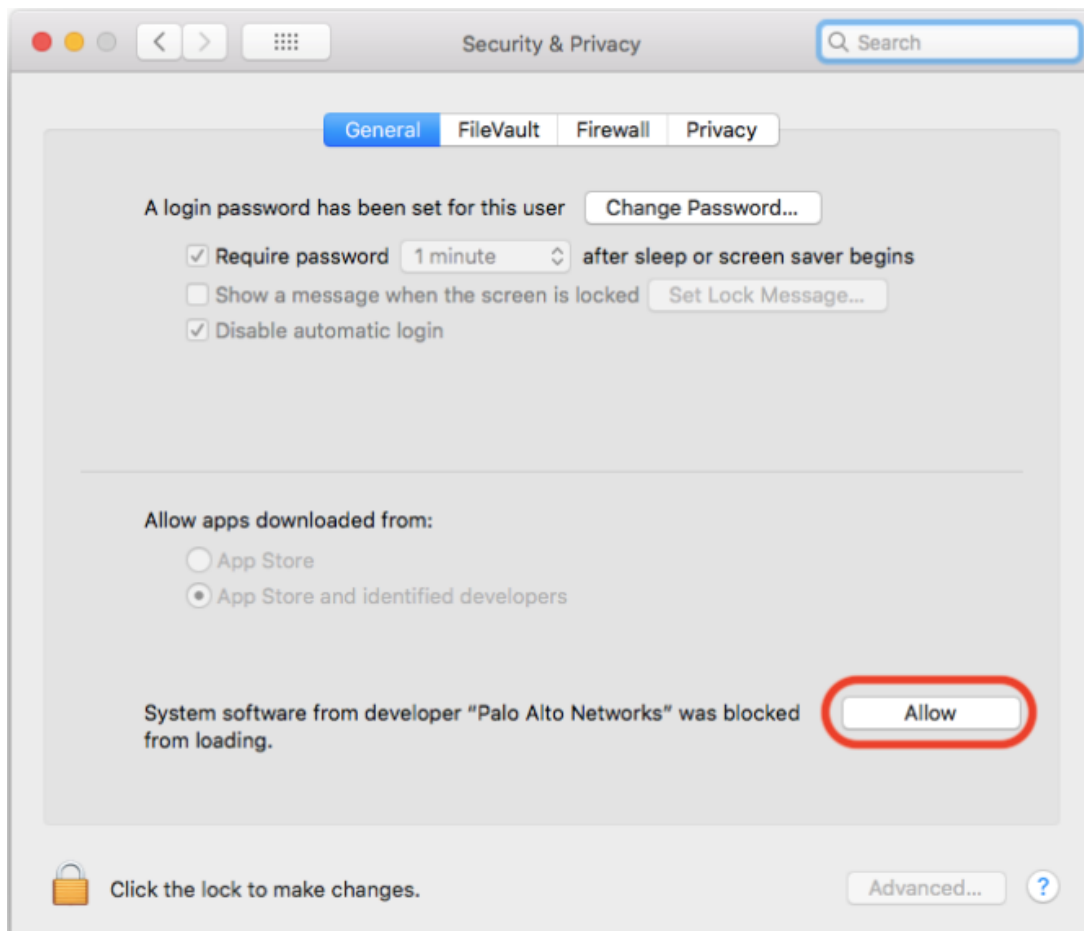 Security & Privacy
Search
General FileVault Firewall Privacy
A login password has been set for this user Change Password...
Require password 1 minute after sleep or screen saver begins
Show a message when the screen is locked Set Lock Message...
Disable automatic login
Allow apps downloaded from:
App Store
App Store and identified developers
System software from developer “Palo Alto Networks” was blocked Allow
from loading.
Click the lock to make changes. Advanced... ?